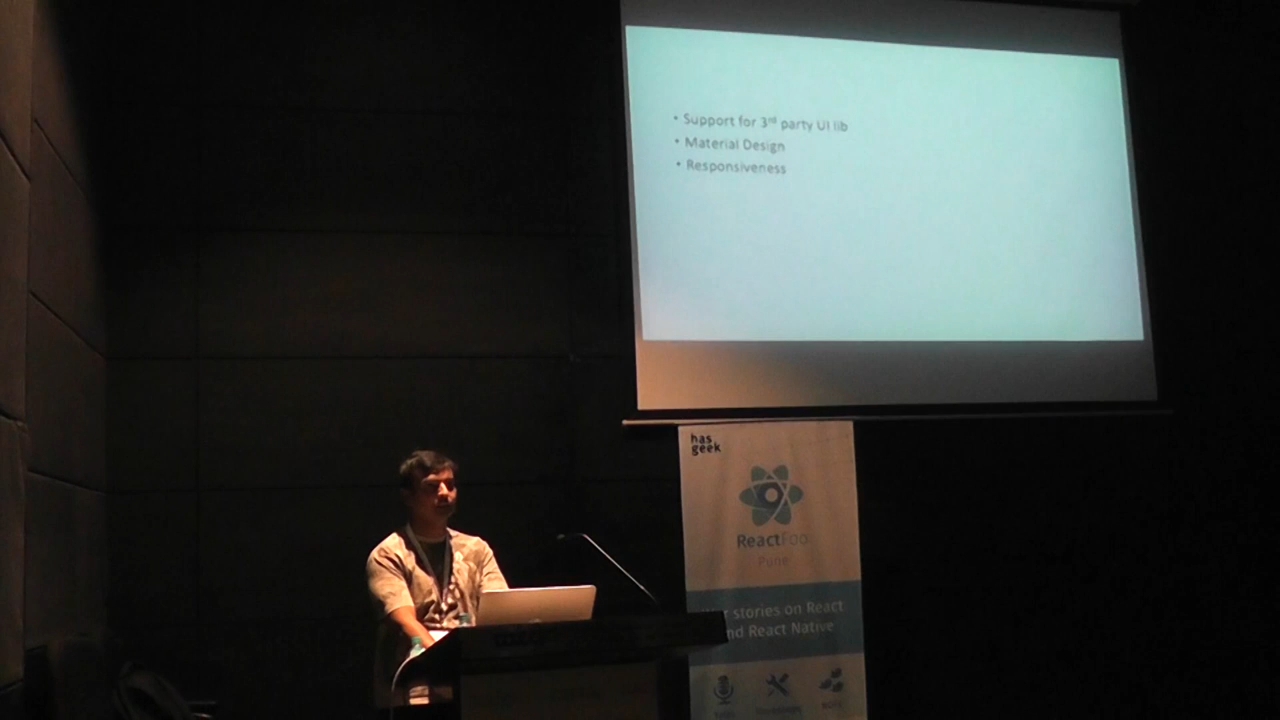 • Support for 3rd party UI lib
• Material Design
• Responsiveness
has
geek
ReactFoo
Pune
stories on React
and React Native